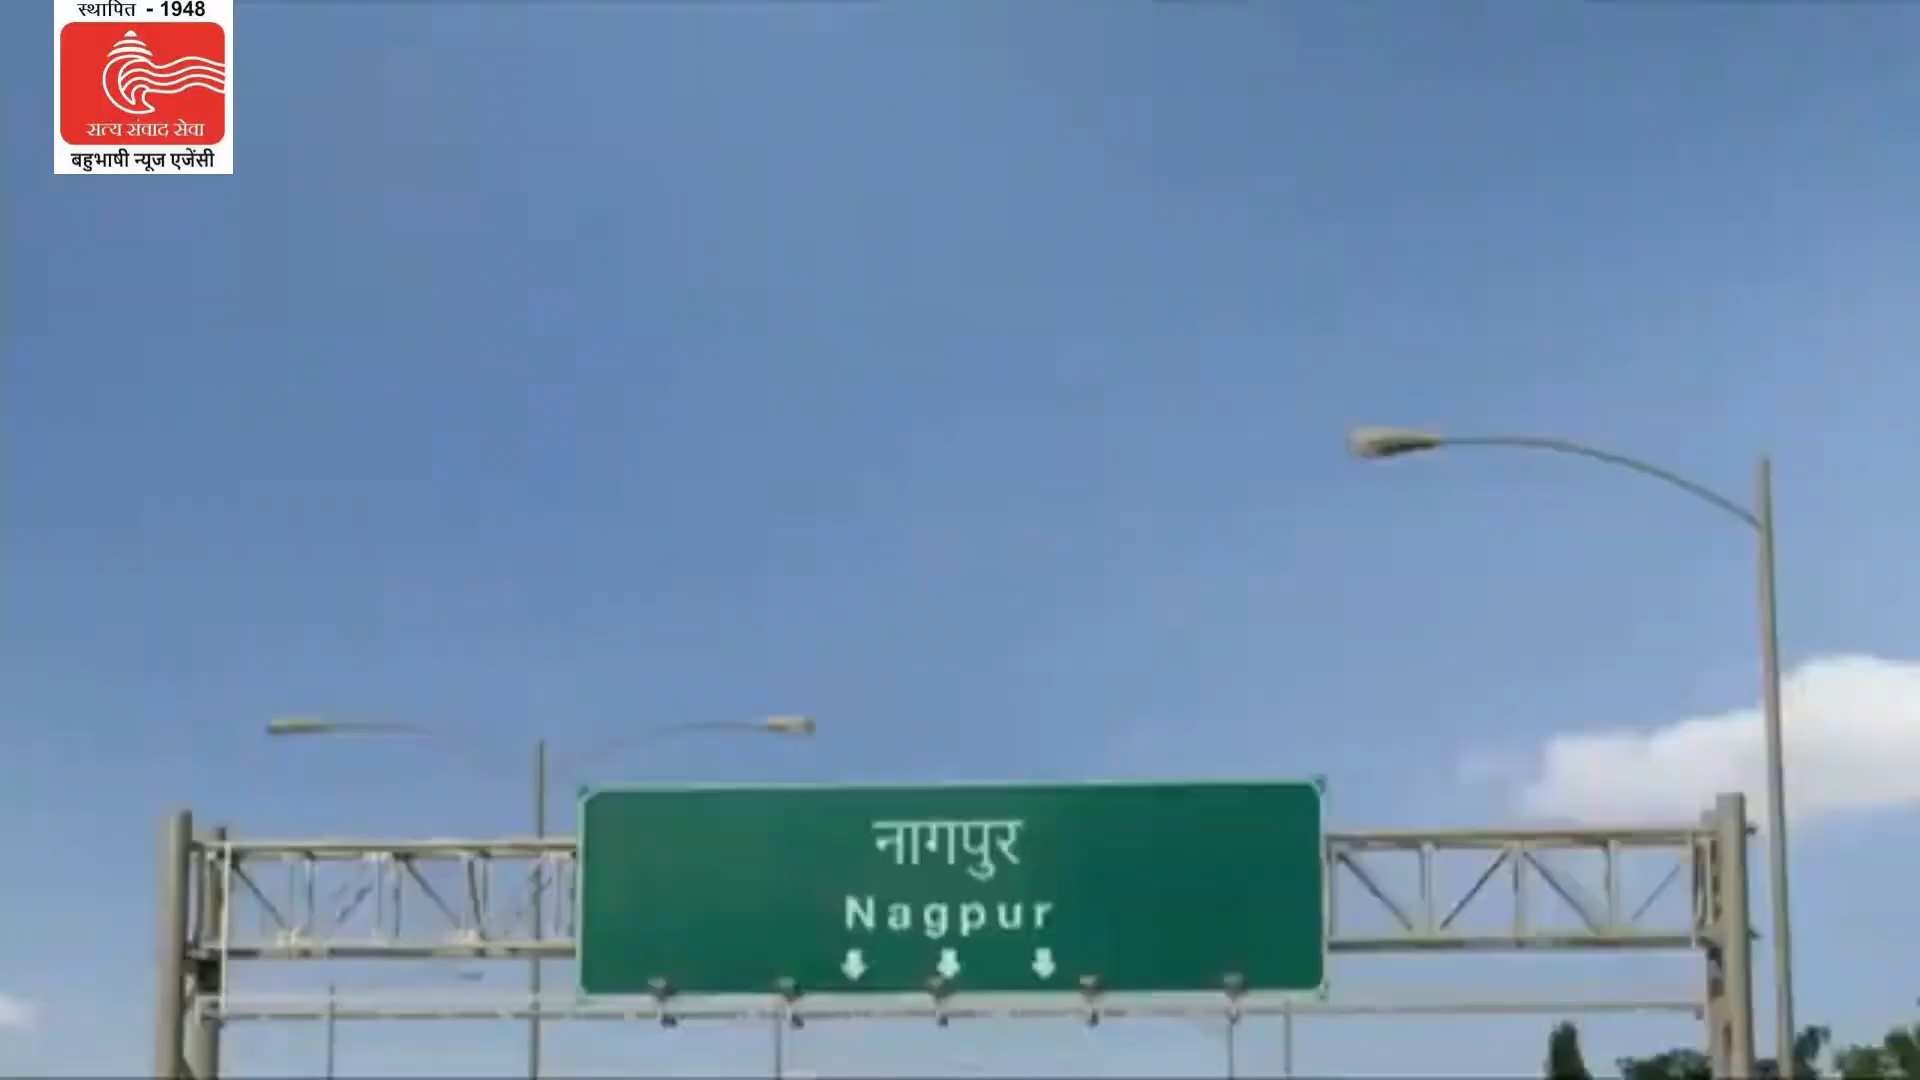 स्थापित - 1948
सत्य संवाद सेवा
बहुभाषी न्यूज एजेंसी
नागपुर
Nagpur